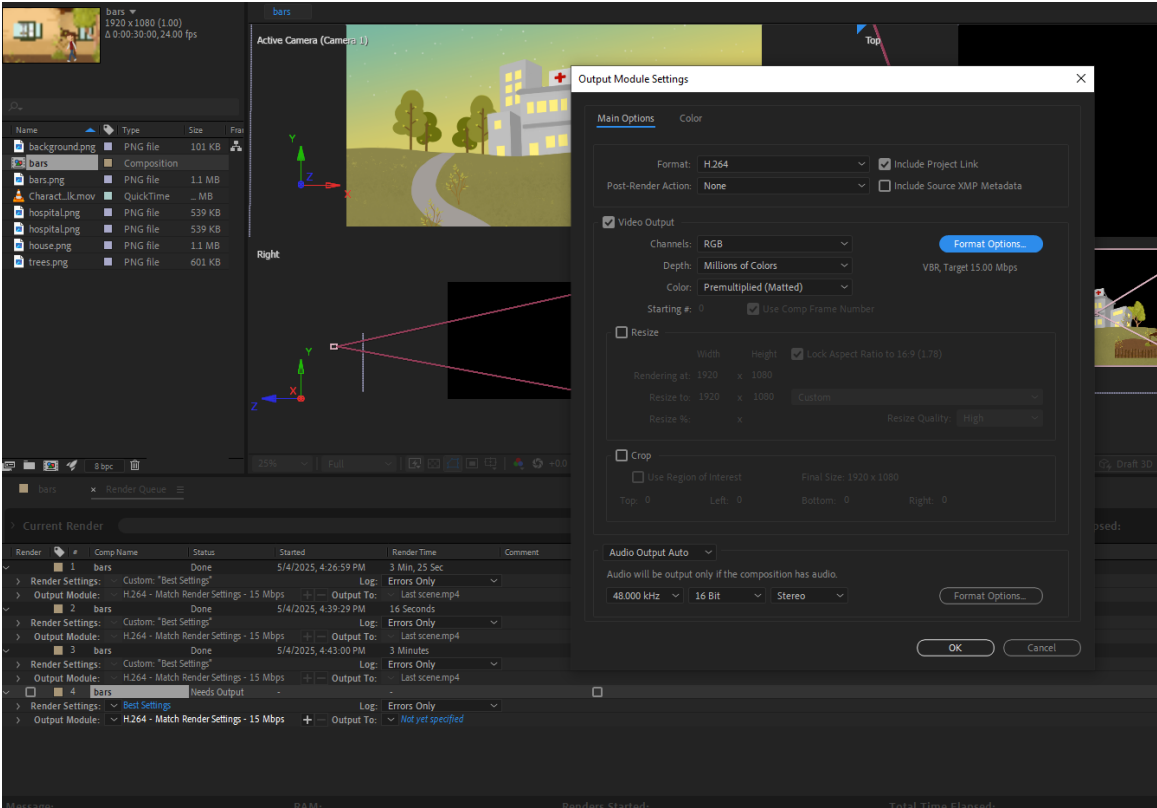 bars
1920 x 1080 (1.00)
Δ 0:00:30:00, 24.00 fps
Name Type Size Fra
background.png PNG file 101 KB
bars Composition
bars.png PNG file 1.1 MB
Charact...lk.mov QuickTime ... MB
hospital.png PNG file 539 KB
hospital.png PNG file 539 KB
house.png PNG file 1.1 MB
trees.png PNG file 601 KB
8 bpc
bars
Active Camera (Camera 1)
Top
Y
Z
X
Right
Y
X
Z
25% Full +0.0
Draft 3D
Output Module Settings
Main Options Color
Format: H.264 Include Project Link
Post-Render Action: None Include Source XMP Metadata
Video Output
Channels: RGB Format Options...
Depth: Millions of Colors VBR, Target 15.00 Mbps
Color: Premultiplied (Matted)
Starting #: 0 Use Comp Frame Number
Resize
Width Height Lock Aspect Ratio to 16:9 (1.78)
Rendering at: 1920 x 1080
Resize to: 1920 x 1080 Custom
Resize %: x Resize Quality: High
Crop
Use Region of Interest Final Size: 1920 x 1080
Top: 0 Left: 0 Bottom: 0 Right: 0
Audio Output Auto
Audio will be output only if the composition has audio.
48.000 kHz 16 Bit Stereo Format Options...
OK Cancel
bars × Render Queue
Current Render psed:
Render # Comp Name Status Started Render Time Comment
1 bars Done 5/4/2025, 4:26:59 PM 3 Min, 25 Sec
Render Settings: Custom: "Best Settings" Log: Errors Only
Output Module: H.264 - Match Render Settings - 15 Mbps Output To: Last scene.mp4
2 bars Done 5/4/2025, 4:39:29 PM 16 Seconds
Render Settings: Custom: "Best Settings" Log: Errors Only
Output Module: H.264 - Match Render Settings - 15 Mbps Output To: Last scene.mp4
3 bars Done 5/4/2025, 4:43:00 PM 3 Minutes
Render Settings: Custom: "Best Settings" Log: Errors Only
Output Module: H.264 - Match Render Settings - 15 Mbps Output To: Last scene.mp4
4 bars Needs Output - -
Render Settings: Best Settings Log: Errors Only
Output Module: H.264 - Match Render Settings - 15 Mbps + Output To: Not yet specified
Message: RAM: Renders Started: Total Time Elapsed: